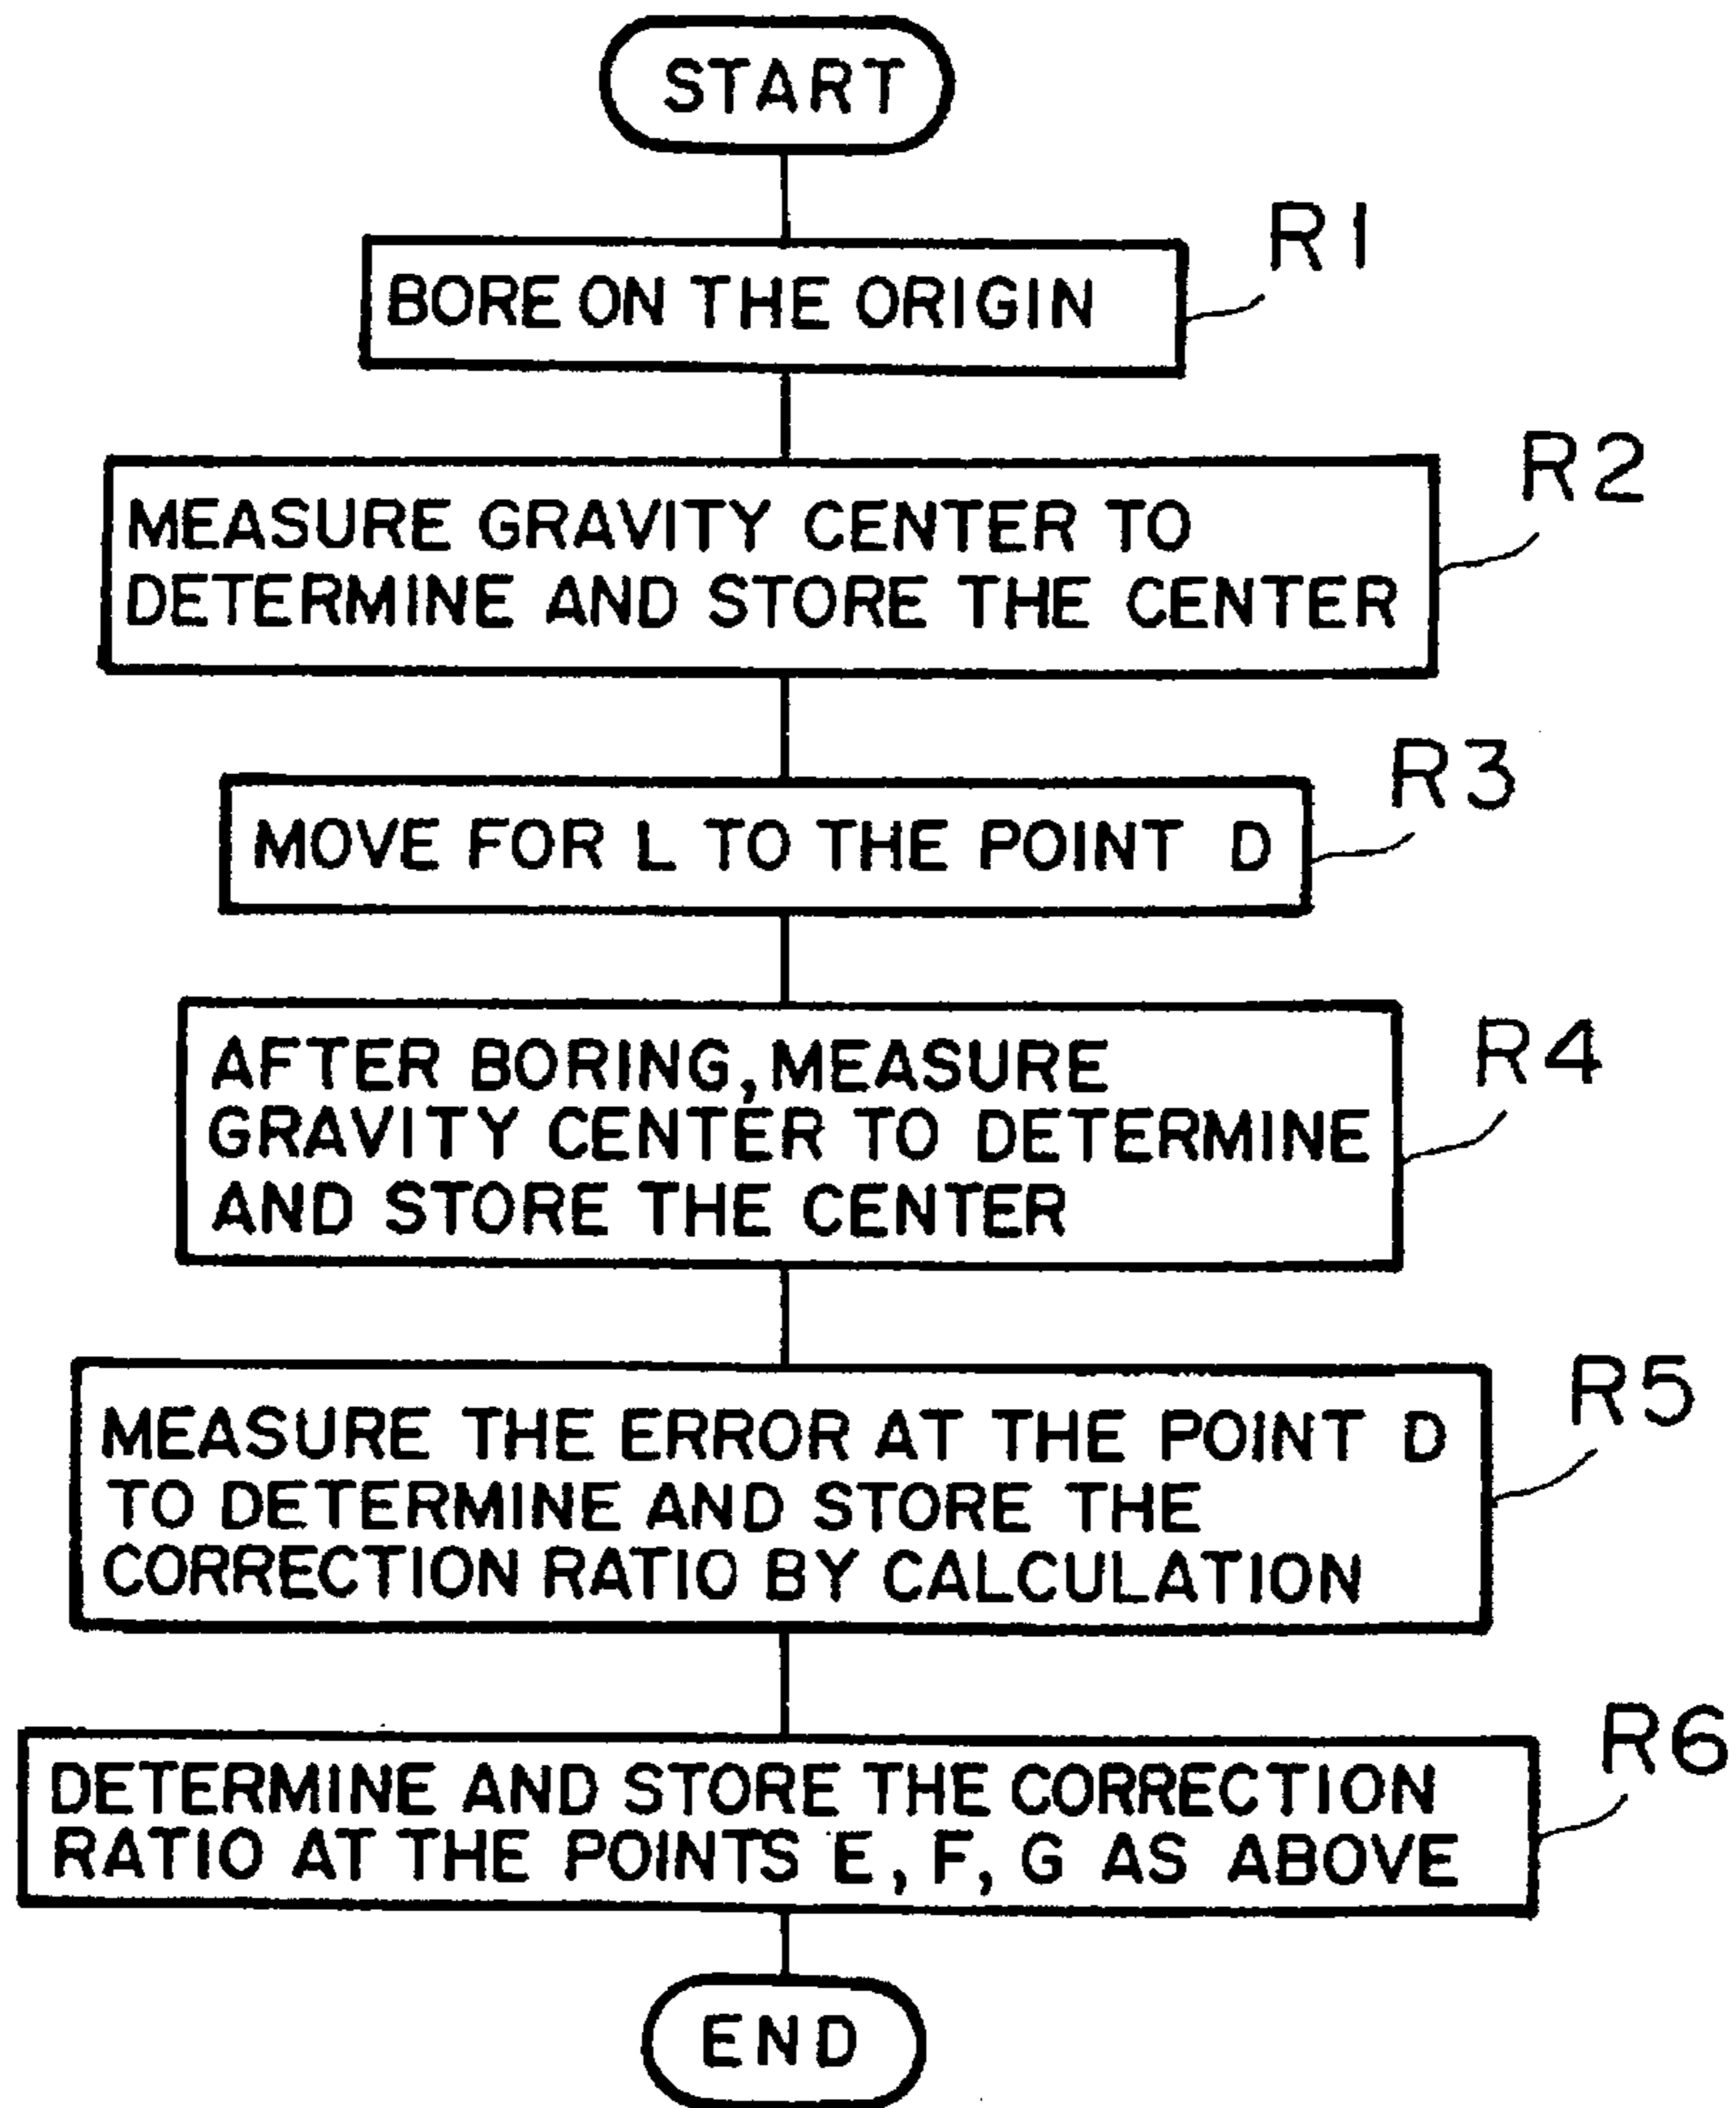 START
R1
BORE ON THE ORIGIN
R2
MEASURE GRAVITY CENTER TO
DETERMINE AND STORE THE CENTER
R3
MOVE FOR L TO THE POINT D
R4
AFTER BORING, MEASURE
GRAVITY CENTER TO DETERMINE
AND STORE THE CENTER
R5
MEASURE THE ERROR AT THE POINT D
TO DETERMINE AND STORE THE
CORRECTION RATIO BY CALCULATION
R6
DETERMINE AND STORE THE CORRECTION
RATIO AT THE POINTS E, F, G AS ABOVE
END